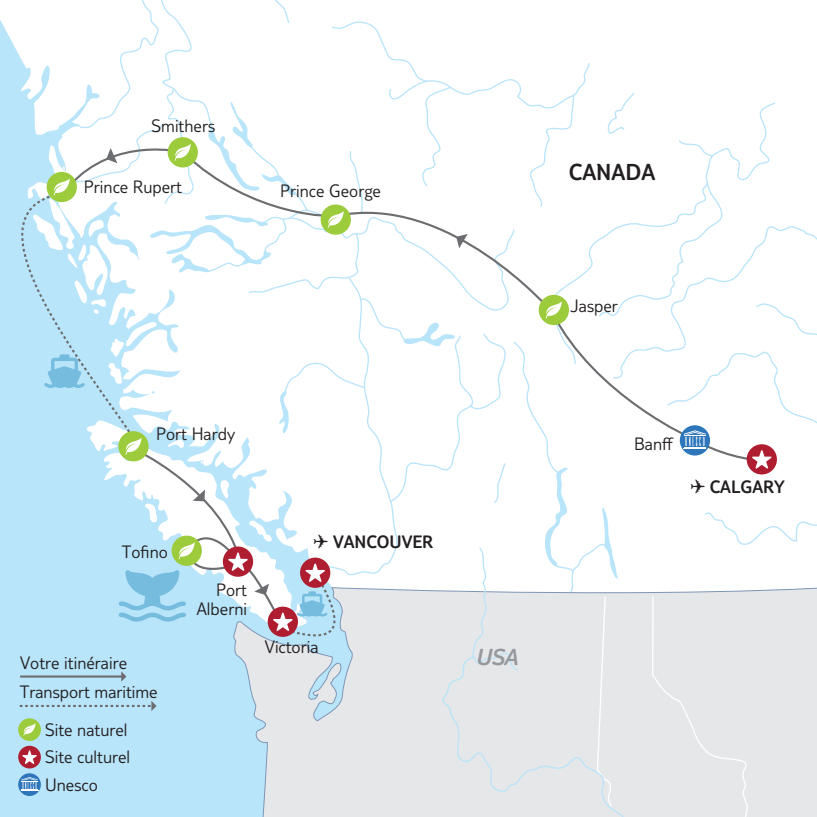 Smithers
Prince Rupert
Prince George
CANADA
Jasper
Port Hardy
Banff
CALGARY
Tofino
VANCOUVER
Port
Alberni
Victoria
USA
Votre itinéraire
Transport maritime
Site naturel
Site culturel
Unesco